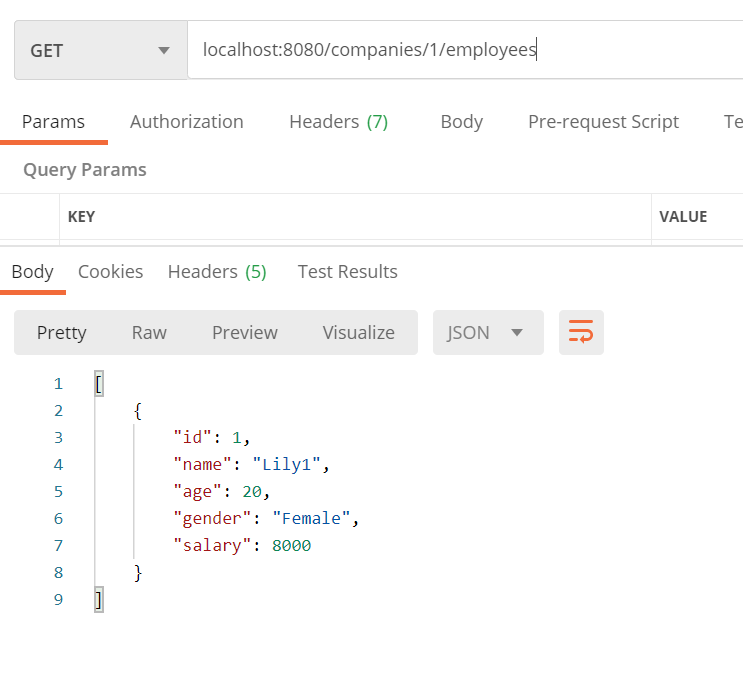 GET localhost:8080/companies/1/employees
Params Authorization Headers (7) Body Pre-request Script Te
Query Params
KEY VALUE
Body Cookies Headers (5) Test Results
Pretty Raw Preview Visualize JSON
1 [
2 {
3 "id": 1,
4 "name": "Lily1",
5 "age": 20,
6 "gender": "Female",
7 "salary": 8000
8 }
9 ]